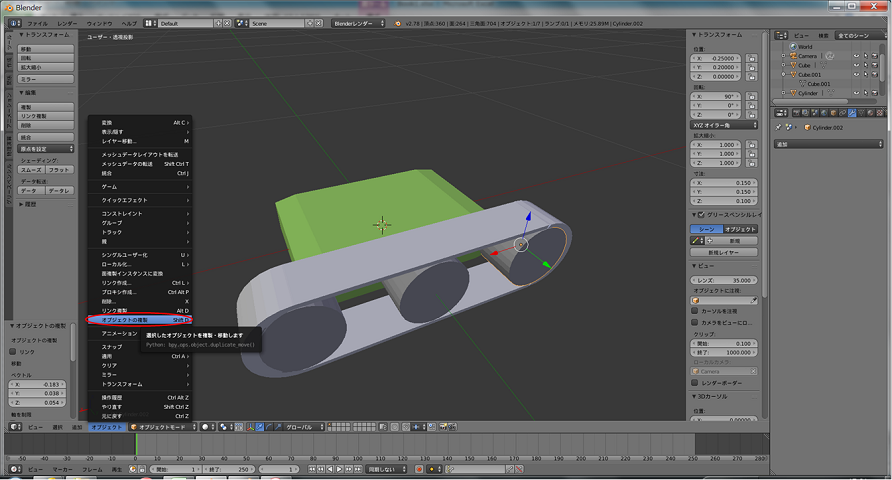 Blender
ファイル レンダー ウィンドウ ヘルプ Default Scene Blenderレンダー v2.78 | 頂点:360 | 面:264 | 三角面:704 | オブジェクト:1/7 | ランプ:0/1 | メモリ:25.89M | Cylinder.002
トランスフォーム
移動
回転
拡大縮小
ミラー
編集
複製
リンク複製
削除
統合
原点を設定
シェーディング:
スムーズ フラット
データ転送:
データ データレ
履歴
オブジェクトの複製
オブジェクトの複製
リンク
移動
ベクトル
X: -0.183
Y: 0.038
Z: 0.054
軸を制限
ユーザー・透視投影
変換 Alt C
表示/隠す
レイヤー移動... M
メッシュデータレイアウトを転送
メッシュデータの転送 Shift Ctrl T
統合 Ctrl J
ゲーム
クイックエフェクト
コンストレイント
グループ
トラック
親
シングルユーザー化 U
ローカル化... L
面複製インスタンスに変換
リンク作成... Ctrl L
プロキシ作成... Ctrl Alt P
削除... X
リンク複製 Alt D
オブジェクトの複製 Shift D
アニメーション
スナップ
適用 Ctrl A
クリア
ミラー
トランスフォーム
操作履歴 Ctrl Alt Z
やり直す Shift Ctrl Z
元に戻す Ctrl Z
選択したオブジェクトを複製・移動します
Python: bpy.ops.object.duplicate_move()
トランスフォーム
位置:
X: -0.25000
Y: 0.20000
Z: 0.00000
回転:
X: 90°
Y: 0°
Z: 0°
XYZ オイラー角
拡大縮小:
X: 1.000
Y: 1.000
Z: 1.000
寸法:
X: 0.150
Y: 0.150
Z: 0.100
グリースペンシルレイ
シーン オブジェクト
新規
新規レイヤー
ビュー
レンズ: 35.000
オブジェクトに注視:
カーソルを注視
カメラをビューにロ...
クリップ:
開始: 0.100
終了: 1000.000
ローカルカメラ:
Camera
レンダーボーダー
3Dカーソル
ビュー 検索 全てのシーン
World
Camera
Cube
Cube.001
Cube.001
Cylinder
Cylinder.002
追加
ビュー 選択 追加 オブジェクト オブジェクトモード グローバル
-50 -40 -30 -20 -10 0 10 20 30 40 50 60 70 80 90 100 110 120 130 140 150 160 170 180 190 200 210 220 230 240 250 260 270 280
ビュー マーカー フレーム 再生 開始: 1 終了: 250 1 同期しない